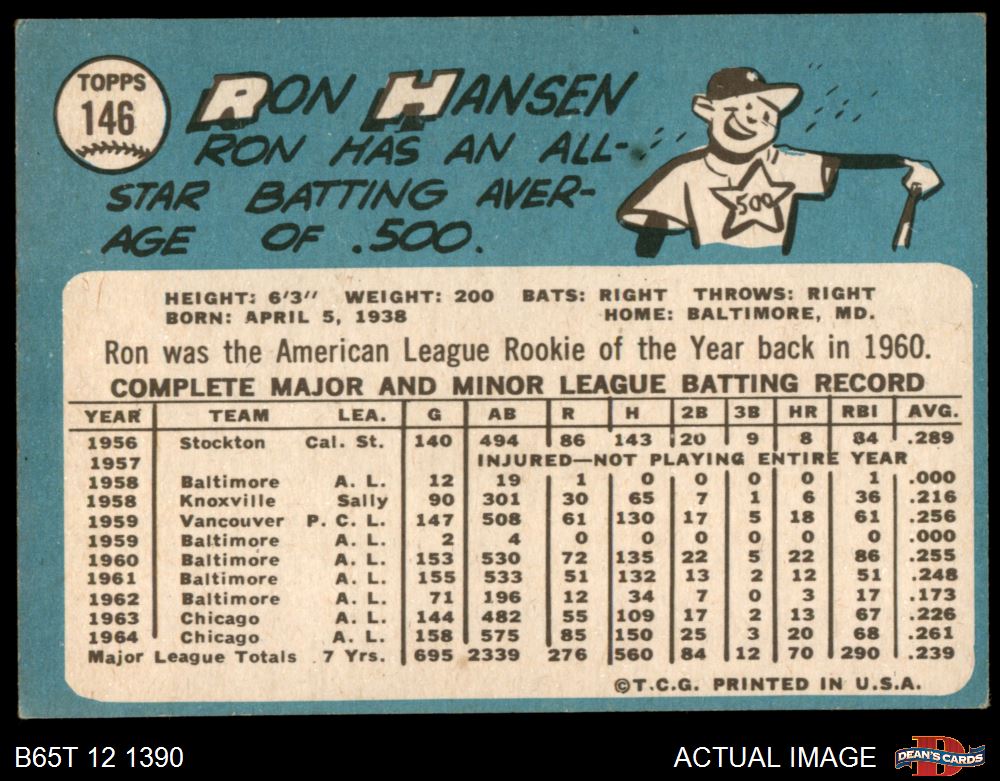 TOPPS
146
RON HANSEN
RON HAS AN ALL-
STAR BATTING AVER-
AGE OF .500.
.500
HEIGHT: 6'3" WEIGHT: 200 BATS: RIGHT THROWS: RIGHT
BORN: APRIL 5, 1938 HOME: BALTIMORE, MD.
Ron was the American League Rookie of the Year back in 1960.
COMPLETE MAJOR AND MINOR LEAGUE BATTING RECORD
YEAR TEAM LEA. G AB R H 2B 3B HR RBI AVG.
1956 Stockton Cal. St. 140 494 86 143 20 9 8 84 .289
1957 INJURED—NOT PLAYING ENTIRE YEAR
1958 Baltimore A. L. 12 19 1 0 0 0 0 1 .000
1958 Knoxville Sally 90 301 30 65 7 1 6 36 .216
1959 Vancouver P. C. L. 147 508 61 130 17 5 18 61 .256
1959 Baltimore A. L. 2 4 0 0 0 0 0 0 .000
1960 Baltimore A. L. 153 530 72 135 22 5 22 86 .255
1961 Baltimore A. L. 155 533 51 132 13 2 12 51 .248
1962 Baltimore A. L. 71 196 12 34 7 0 3 17 .173
1963 Chicago A. L. 144 482 55 109 17 2 13 67 .226
1964 Chicago A. L. 158 575 85 150 25 3 20 68 .261
Major League Totals 7 Yrs. 695 2339 276 560 84 12 70 290 .239
©T.C.G. PRINTED IN U.S.A.
B65T 12 1390 ACTUAL IMAGE
DEAN'S CARDS